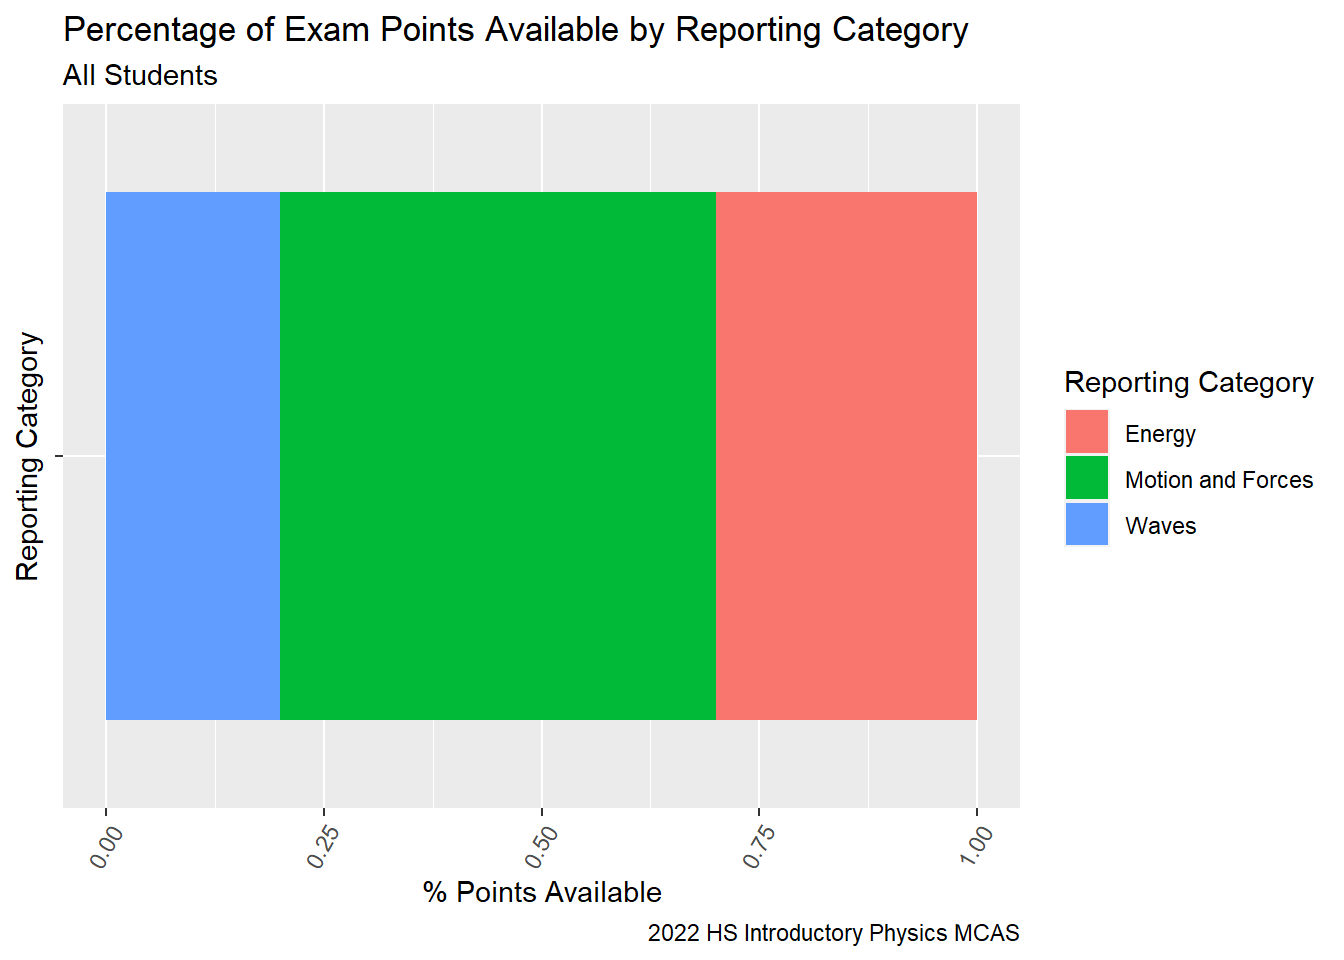 Percentage of Exam Points Available by Reporting Category
All Students
Reporting Category
0.00
0.25
0.50
0.75
1.00
% Points Available
2022 HS Introductory Physics MCAS
Reporting Category
Energy
Motion and Forces
Waves